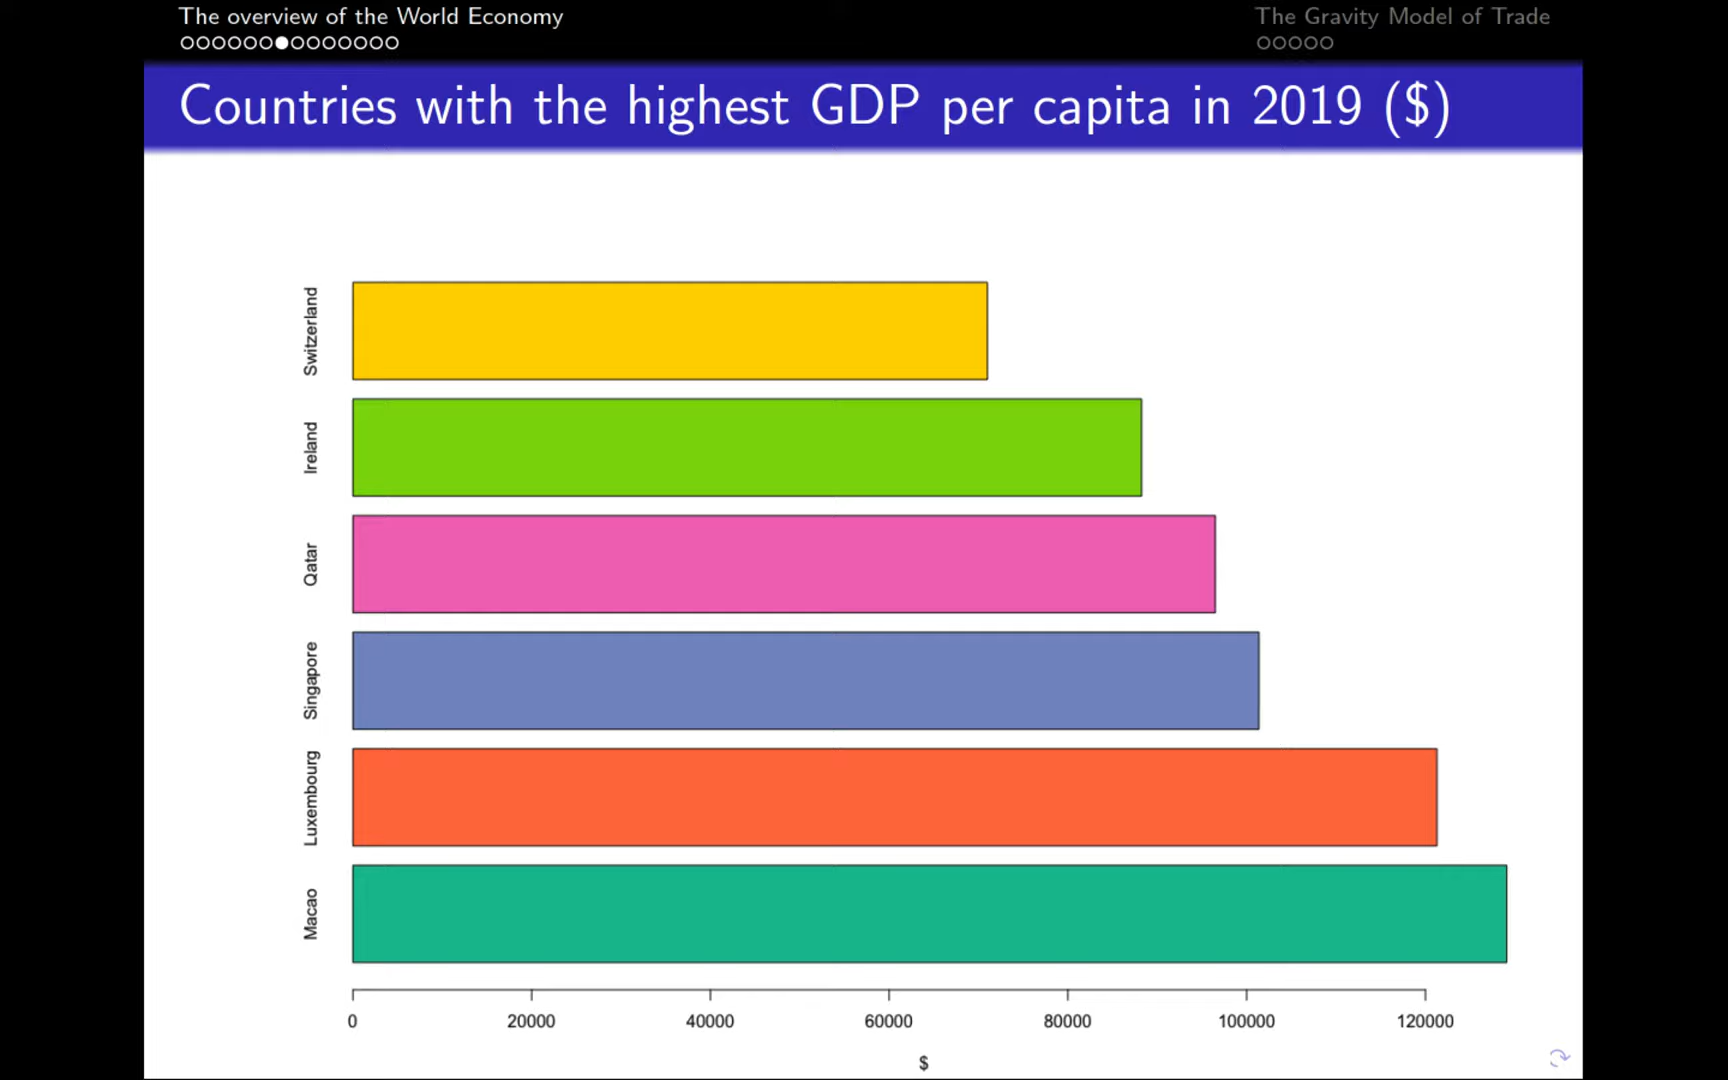 The overview of the World Economy
The Gravity Model of Trade
Countries with the highest GDP per capita in 2019 ($)
Switzerland
Ireland
Qatar
Singapore
Luxembourg
Macao
0 20000 40000 60000 80000 100000 120000
$